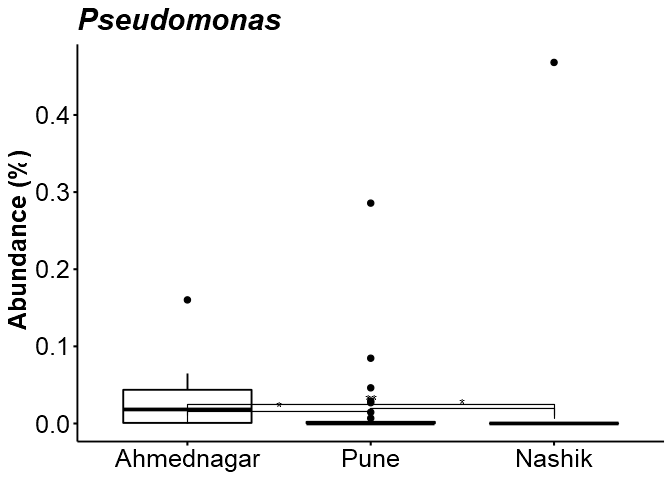 Pseudomonas
Abundance (%)
0.4
0.3
0.2
0.1
0.0
**
*
*
Ahmednagar
Pune
Nashik